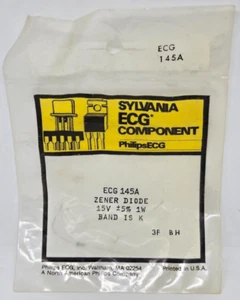 ECG
145A
SYLVANIA
ECG®
COMPONENT
PhilipsECG
ECG 145A
ZENER DIODE
15V ±5% 1W
BAND IS K
3F BH
Philips ECG, Inc. Waltham, MA 02254
A North American Philips Company
Printed in U.S.A.